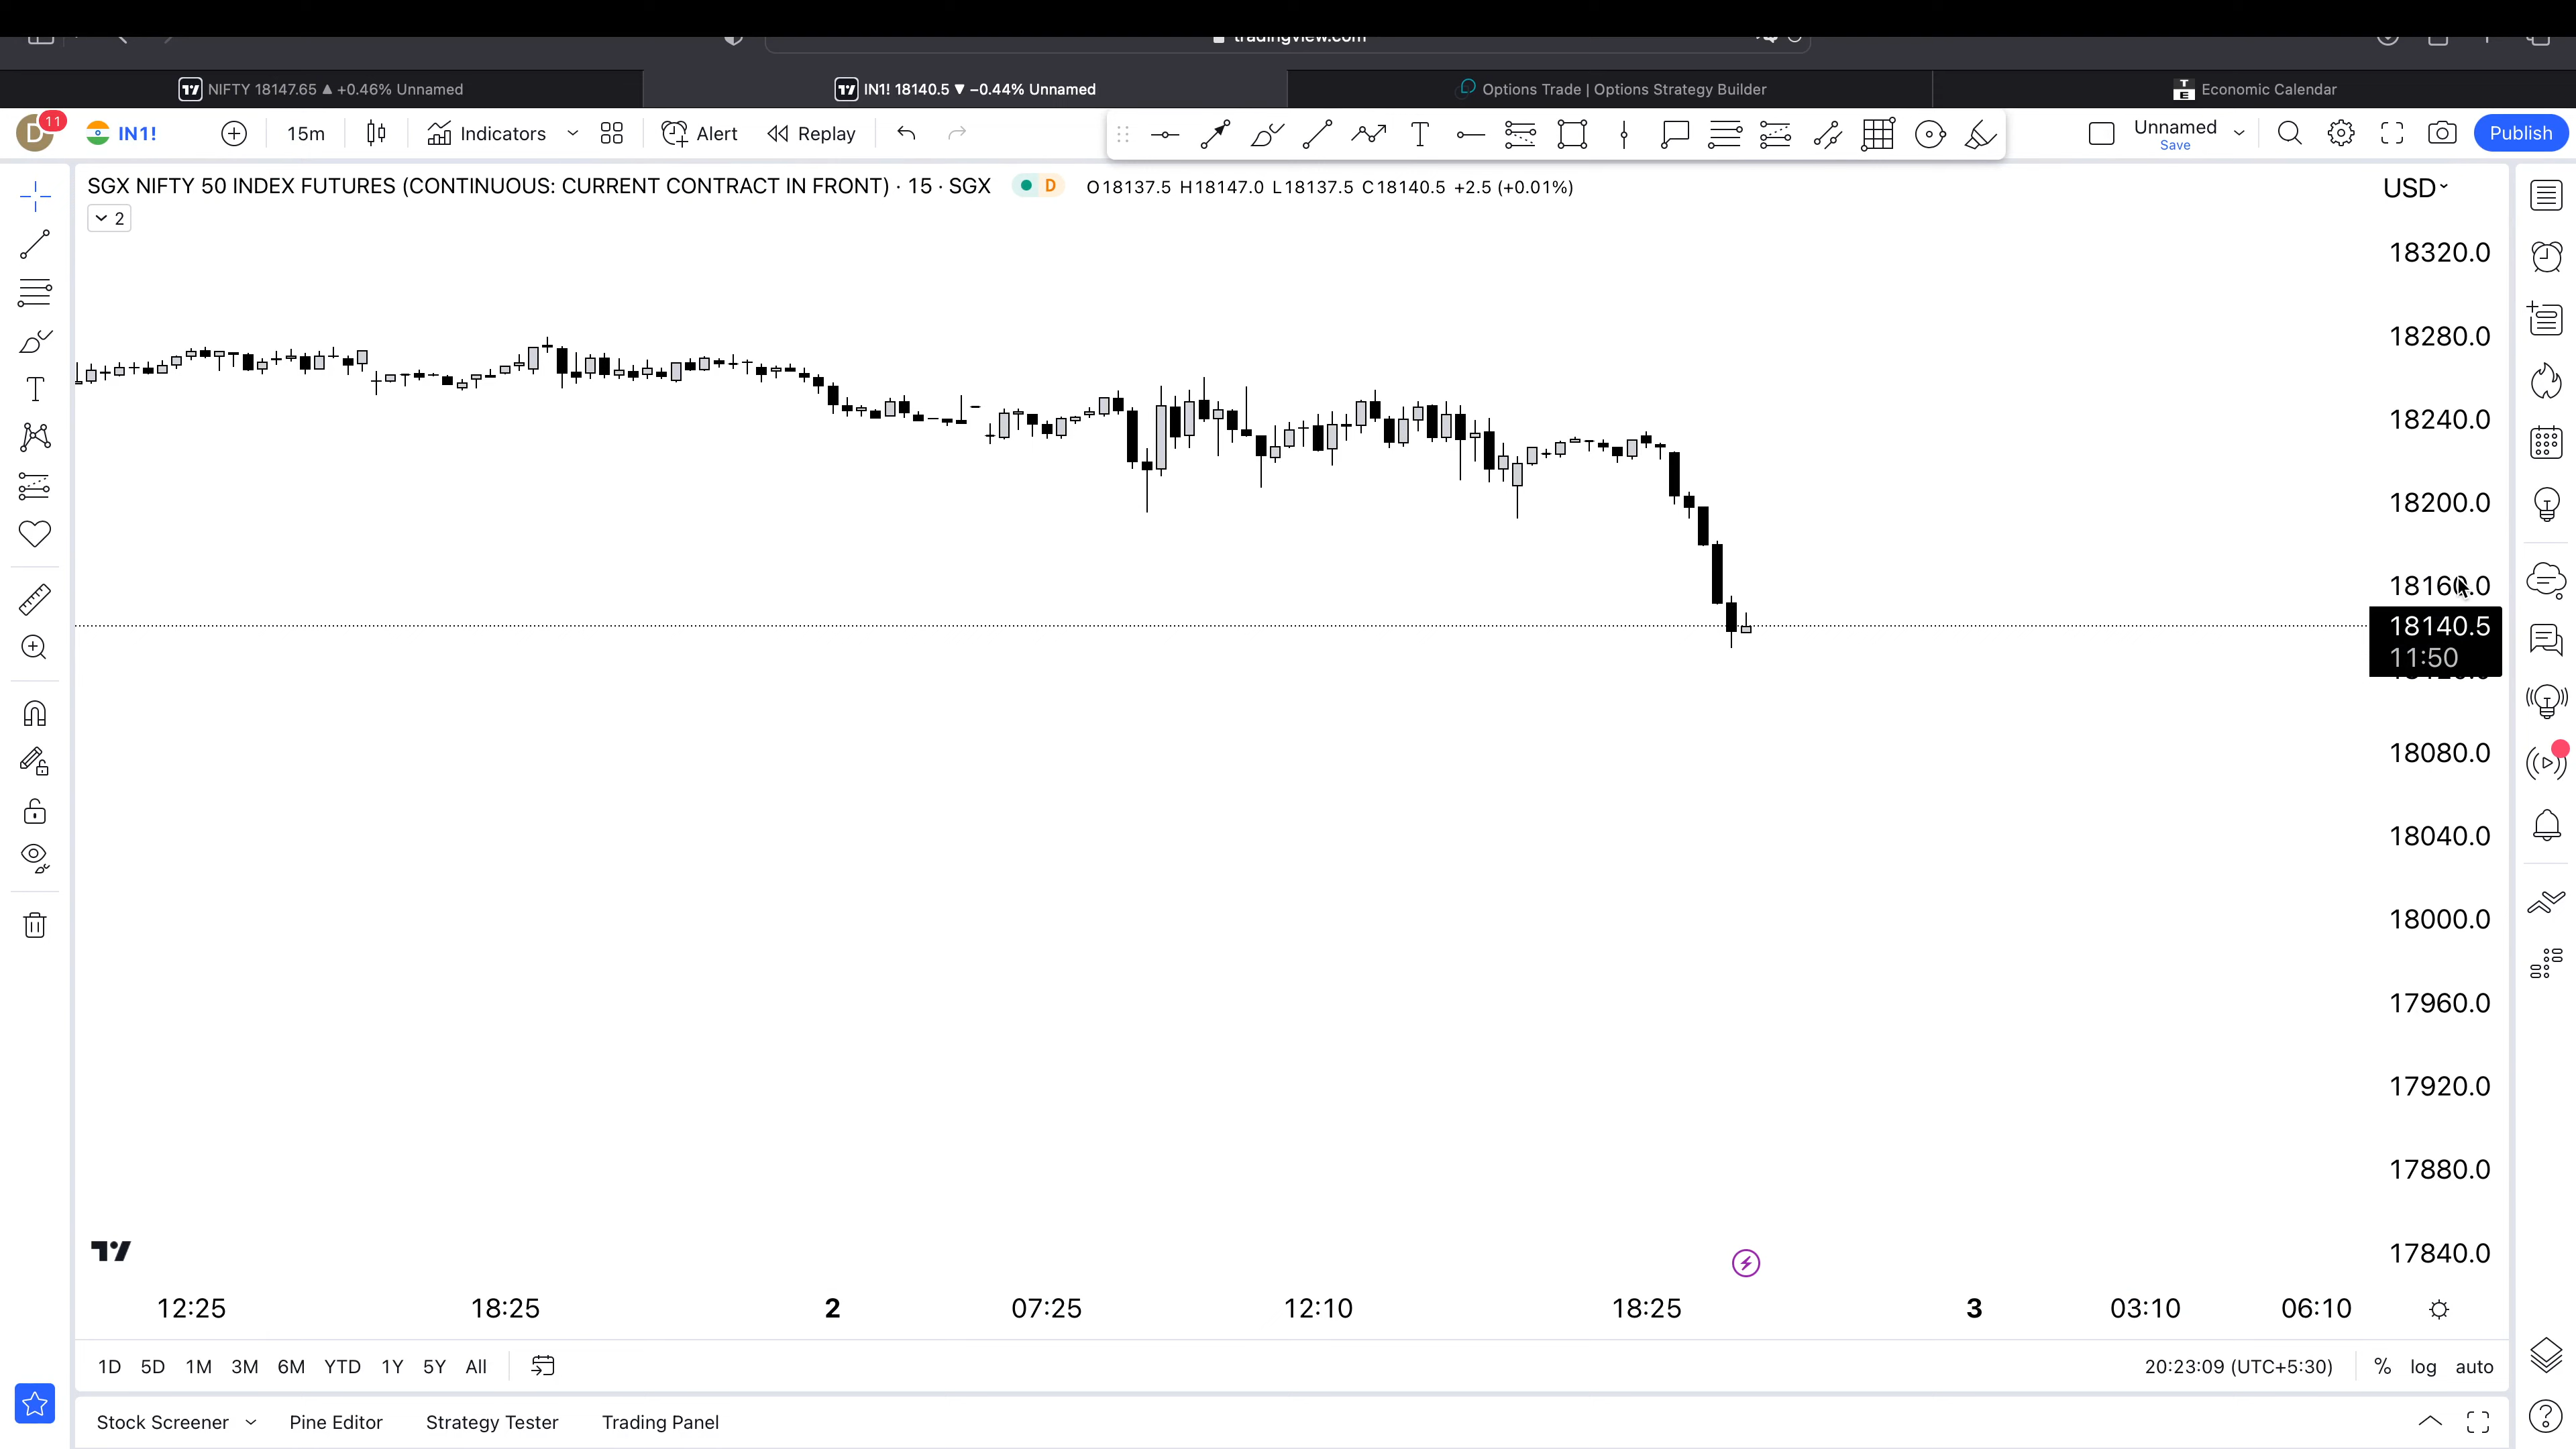 tradingview.com
NIFTY 18147.65 ▲ +0.46% Unnamed
IN1! 18140.5 ▼ −0.44% Unnamed
Options Trade | Options Strategy Builder
Economic Calendar
D
11
IN1!
15m
Indicators
Alert
Replay
Unnamed
Save
Publish
SGX NIFTY 50 INDEX FUTURES (CONTINUOUS: CURRENT CONTRACT IN FRONT) · 15 · SGX
D
O18137.5 H18147.0 L18137.5 C18140.5 +2.5 (+0.01%)
USD
2
18320.0
18280.0
18240.0
18200.0
18160.0
18140.5
11:50
18080.0
18040.0
18000.0
17960.0
17920.0
17880.0
17840.0
12:25 18:25 2 07:25 12:10 18:25 3 03:10 06:10
1D 5D 1M 3M 6M YTD 1Y 5Y All
20:23:09 (UTC+5:30) % log auto
Stock Screener Pine Editor Strategy Tester Trading Panel